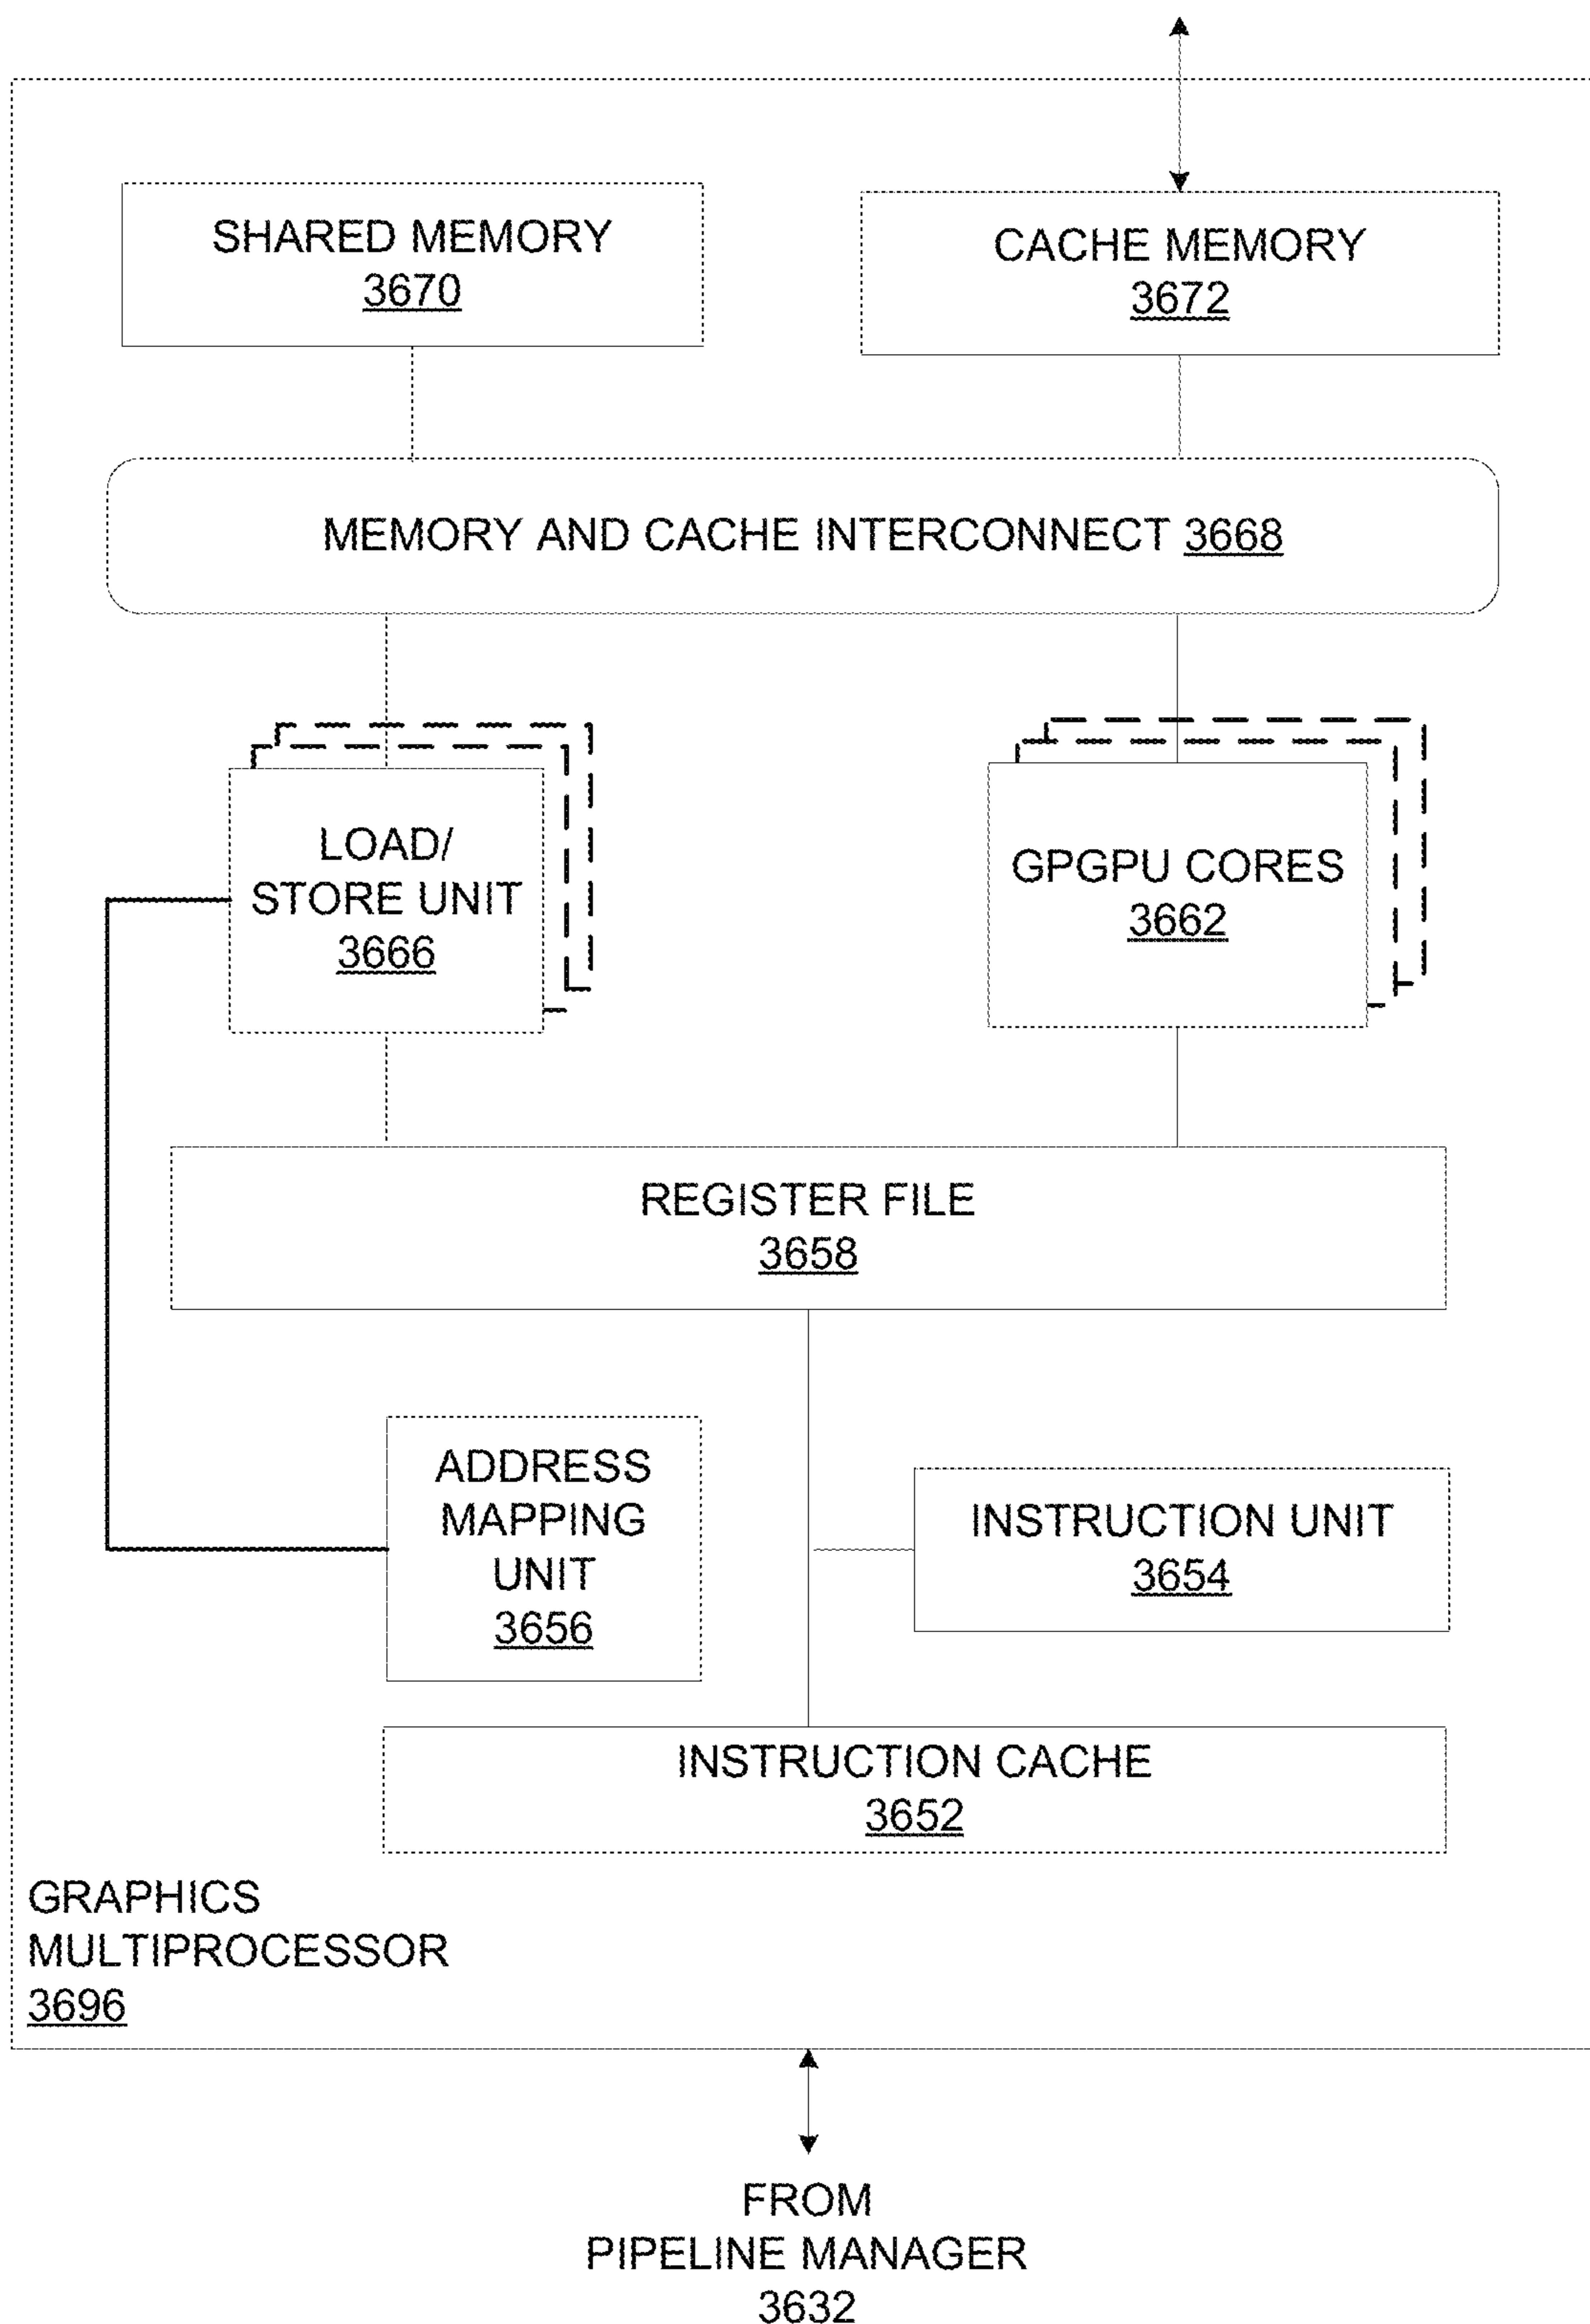 SHARED MEMORY
3670
CACHE MEMORY
3672
MEMORY AND CACHE INTERCONNECT 3668
LOAD/
STORE UNIT
3666
GPGPU CORES
3662
REGISTER FILE
3658
ADDRESS
MAPPING
UNIT
3656
INSTRUCTION UNIT
3654
INSTRUCTION CACHE
3652
GRAPHICS
MULTIPROCESSOR
3696
FROM
PIPELINE MANAGER
3632